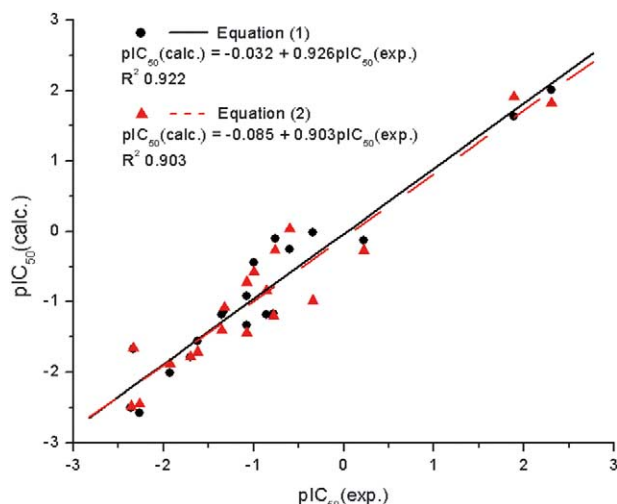 Equation (1)
pIC50(calc.) = -0.032 + 0.926pIC50(exp.)
R2 0.922
Equation (2)
pIC50(calc.) = -0.085 + 0.903pIC50(exp.)
R2 0.903
pIC50(calc.)
3
2
1
0
-1
-2
-3
-3 -2 -1 0 1 2 3
pIC50(exp.)